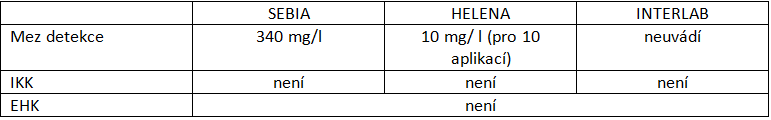 SEBIA HELENA INTERLAB
Mez detekce 340 mg/l 10 mg/ l (pro 10 neuvádí
aplikací)
IKK není není není
EHK není